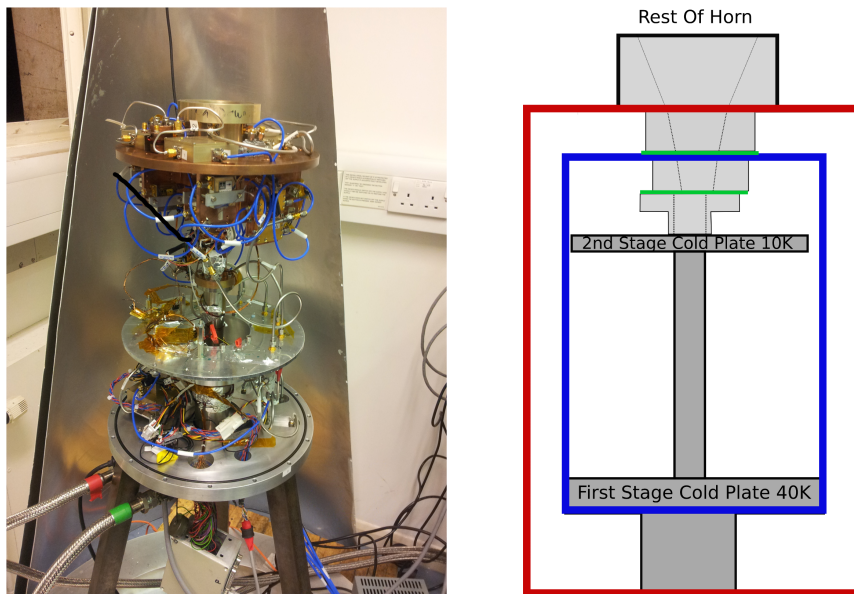 Rest Of Horn
2nd Stage Cold Plate 10K
First Stage Cold Plate 40K